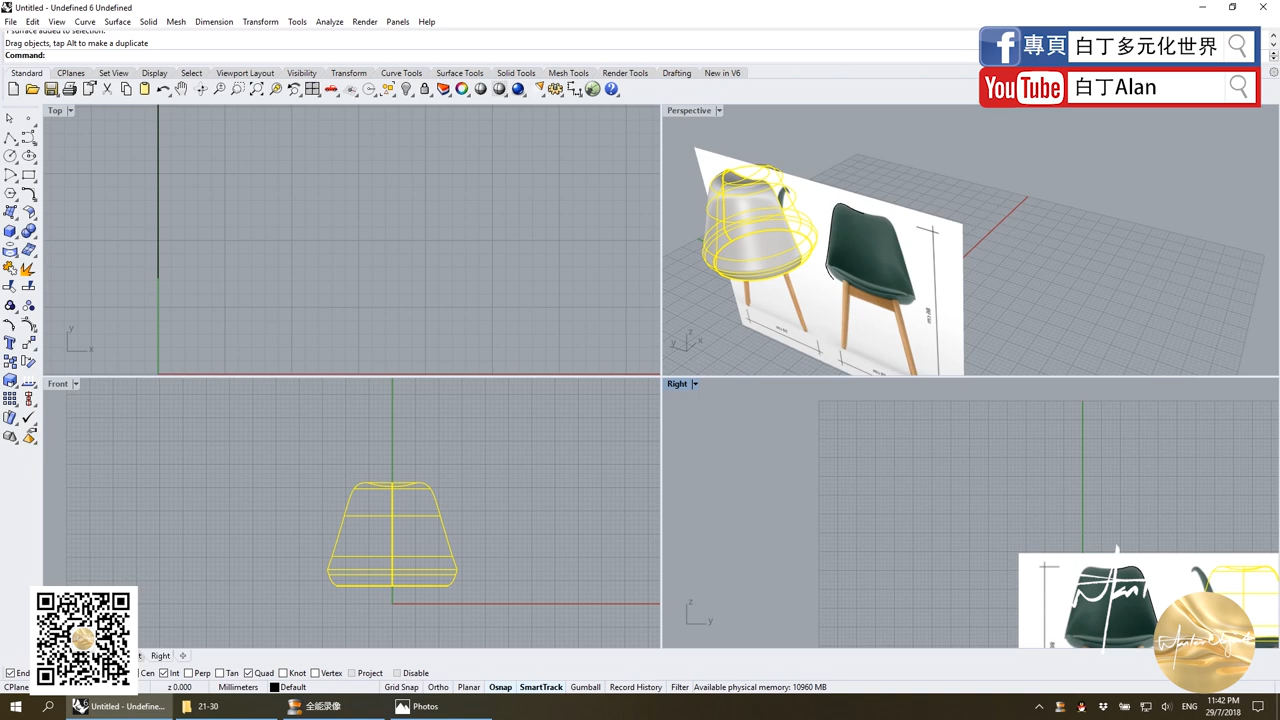 Untitled - Undefined 6 Undefined
File Edit View Curve Surface Solid Mesh Dimension Transform Tools Analyze Render Panels Help
1 surface added to selection.
Drag objects, tap Alt to make a duplicate
Command:
專頁 白丁多元化世界
YouTube 白丁Alan
Standard CPlanes Set View Display Select Viewport Layout Visibility Transform Curve Tools Surface Tools Solid Tools Mesh Tools Render Tools Drafting New in V6
Top
Perspective
y
x
z
y x
Front
Right
z
y
Right
End Cen Int Perp Tan Quad Knot Vertex Project Disable
CPlane z 0.000 Millimeters Default Grid Snap Ortho Planar Osnap SmartTrack Gumball Record History Filter Available physical memory: 10960 MB
Untitled - Undefine... 21-30 全能录像 Photos
ENG 11:42 PM
29/7/2018